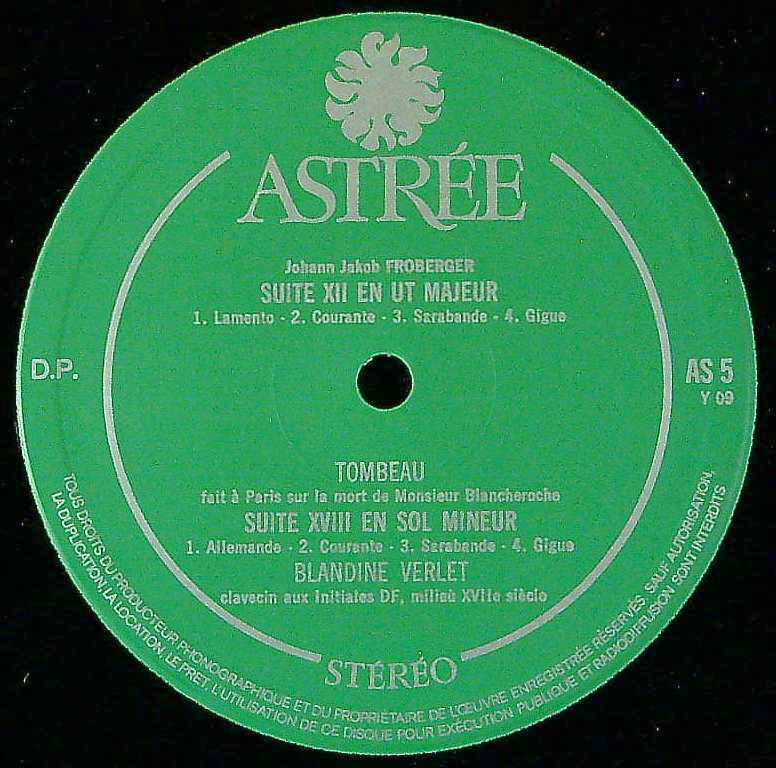 ASTRÉE
Johann Jakob FROBERGER
SUITE XII EN UT MAJEUR
1. Lamento - 2. Courante - 3. Sarabande - 4. Gigue
D.P.
AS 5
Y 09
TOMBEAU
fait à Paris sur la mort de Monsieur Blancheroche
SUITE XVIII EN SOL MINEUR
1. Allemande - 2. Courante - 3. Sarabande - 4. Gigue
BLANDINE VERLET
clavecin aux initiales DF, milieu XVIIe siècle
STÉRÉO
TOUS DROITS DU PRODUCTEUR PHONOGRAPHIQUE ET DU PROPRIÉTAIRE DE L'ŒUVRE ENREGISTRÉE RÉSERVÉS. SAUF AUTORISATION,
LA DUPLICATION, LA LOCATION, LE PRET, L'UTILISATION DE CE DISQUE POUR EXÉCUTION PUBLIQUE ET RADIODIFFUSION SONT INTERDITS